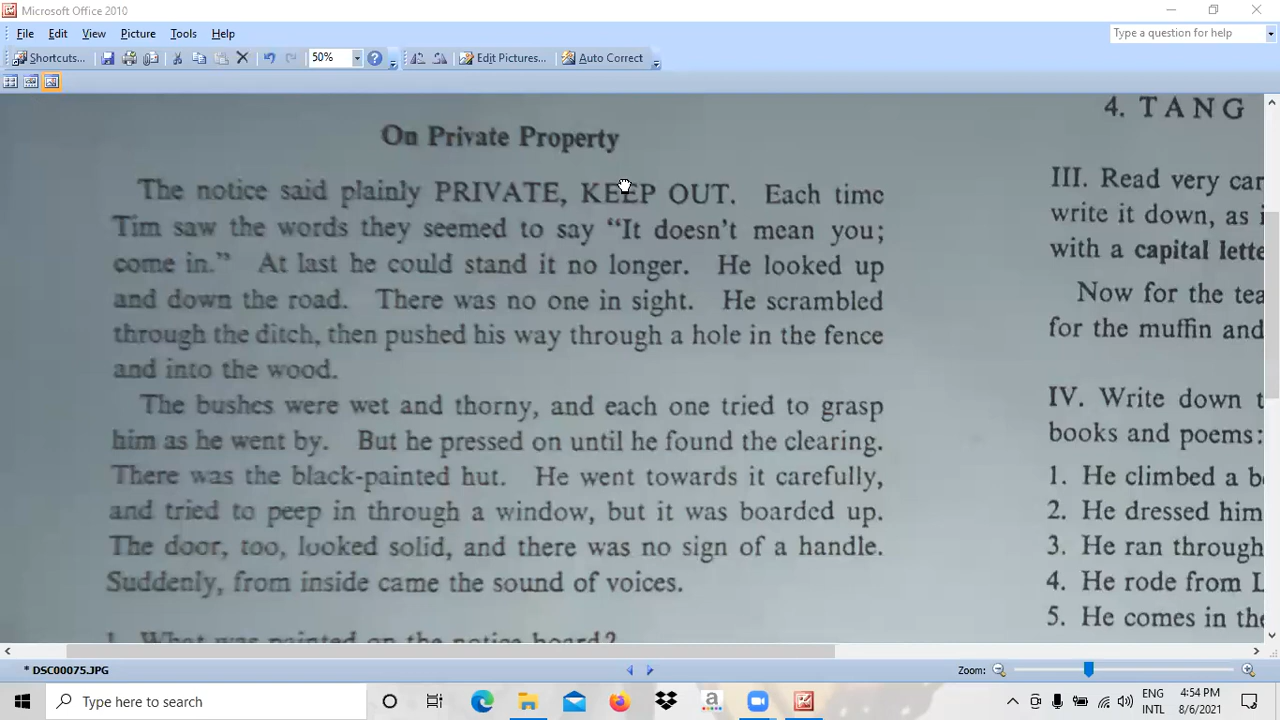 Microsoft Office 2010
File Edit View Picture Tools Help
Type a question for help
Shortcuts... 50% Edit Pictures... Auto Correct
On Private Property
The notice said plainly PRIVATE, KEEP OUT. Each time
Tim saw the words they seemed to say “It doesn't mean you;
come in.” At last he could stand it no longer. He looked up
and down the road. There was no one in sight. He scrambled
through the ditch, then pushed his way through a hole in the fence
and into the wood.
The bushes were wet and thorny, and each one tried to grasp
him as he went by. But he pressed on until he found the clearing.
There was the black-painted hut. He went towards it carefully,
and tried to peep in through a window, but it was boarded up.
The door, too, looked solid, and there was no sign of a handle.
Suddenly, from inside came the sound of voices.
1. What was painted on the notice board?
4. TANG
III. Read very car
write it down, as i
with a capital lette
Now for the tea
for the muffin and
IV. Write down t
books and poems:
1. He climbed a be
2. He dressed him
3. He ran through
4. He rode from L
5. He comes in the
* DSC00075.JPG
Zoom:
Type here to search
a
ENG
INTL
4:54 PM
8/6/2021